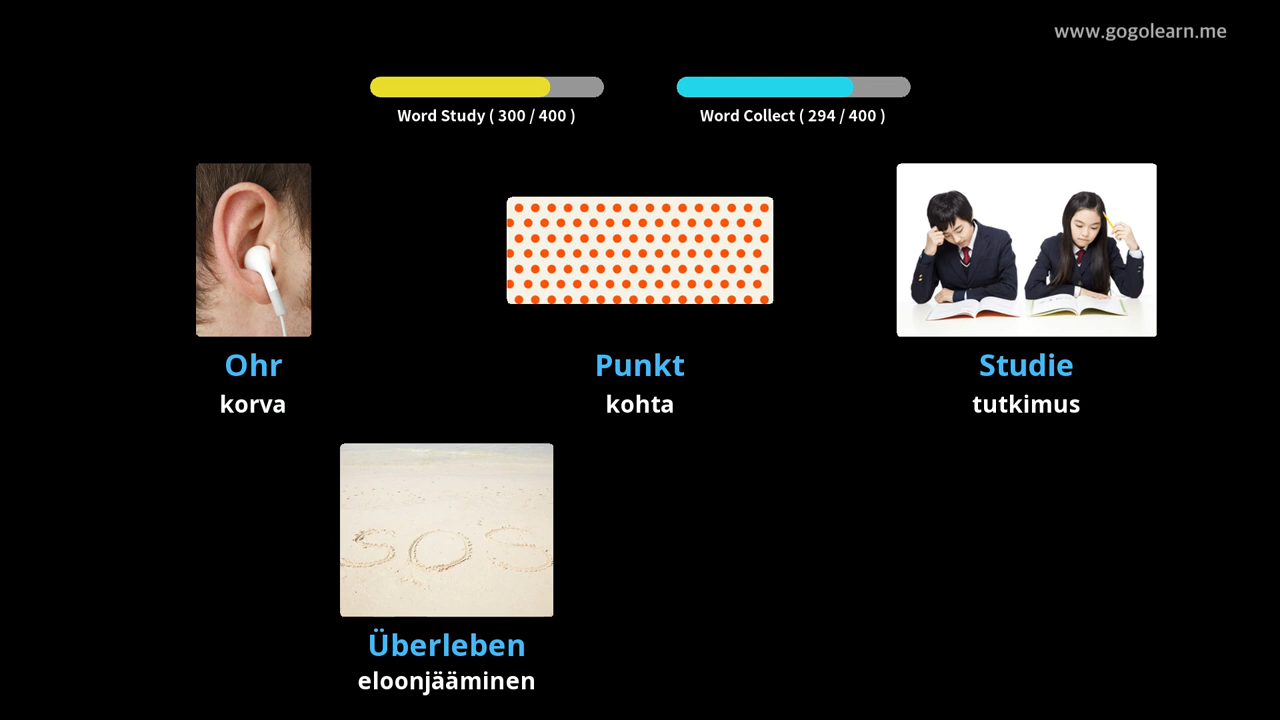 www.gogolearn.me
Word Study ( 300 / 400 )
Word Collect ( 294 / 400 )
Ohr
korva
Punkt
kohta
Studie
tutkimus
SOS
Überleben
eloonjääminen